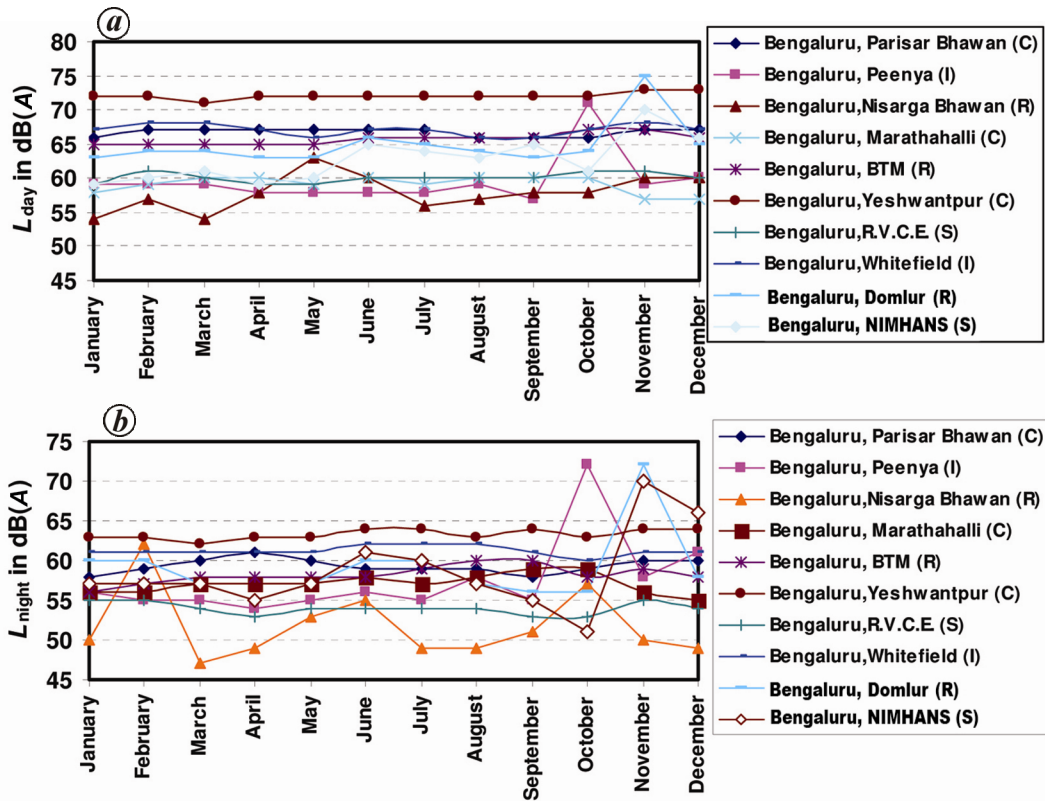 a
80
75
70
65
60
55
50
45
Lday in dB(A)
January
February
March
April
May
June
July
August
September
October
November
December
Bengaluru, Parisar Bhawan (C)
Bengaluru, Peenya (I)
Bengaluru,Nisarga Bhawan (R)
Bengaluru, Marathahalli (C)
Bengaluru, BTM (R)
Bengaluru,Yeshwantpur (C)
Bengaluru,R.V.C.E. (S)
Bengaluru,Whitefield (I)
Bengaluru, Domlur (R)
Bengaluru, NIMHANS (S)
b
75
70
65
60
55
50
45
Lnight in dB(A)
January
February
March
April
May
June
July
August
September
October
November
December
Bengaluru, Parisar Bhawan (C)
Bengaluru, Peenya (I)
Bengaluru,Nisarga Bhawan (R)
Bengaluru, Marathahalli (C)
Bengaluru, BTM (R)
Bengaluru,Yeshwantpur (C)
Bengaluru,R.V.C.E. (S)
Bengaluru,Whitefield (I)
Bengaluru, Domlur (R)
Bengaluru, NIMHANS (S)